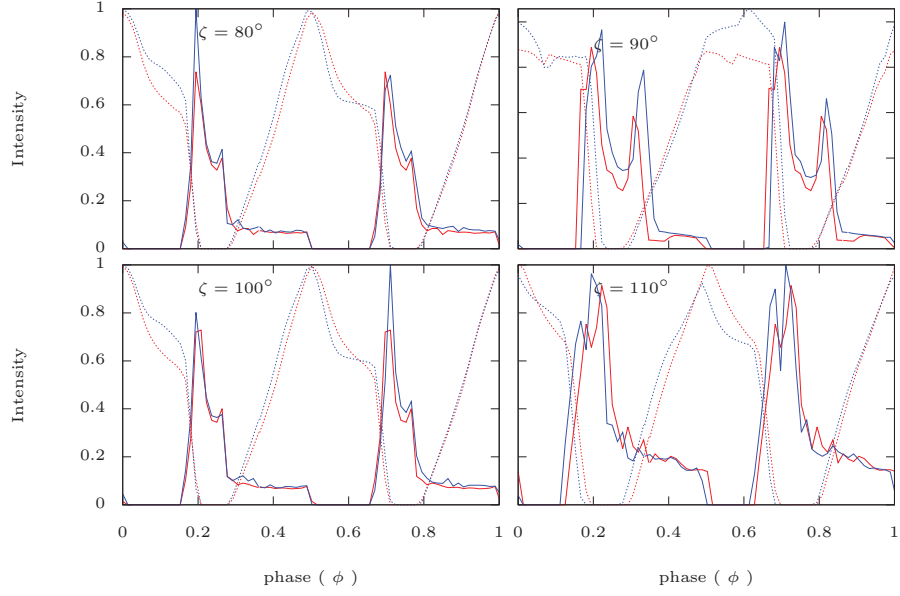 1
0.8
0.6
0.4
0.2
0
Intensity
ζ = 80°
ζ = 90°
1
0.8
0.6
0.4
0.2
0
Intensity
ζ = 100°
ζ = 110°
0 0.2 0.4 0.6 0.8 1
0 0.2 0.4 0.6 0.8 1
phase ( ϕ )
phase ( ϕ )